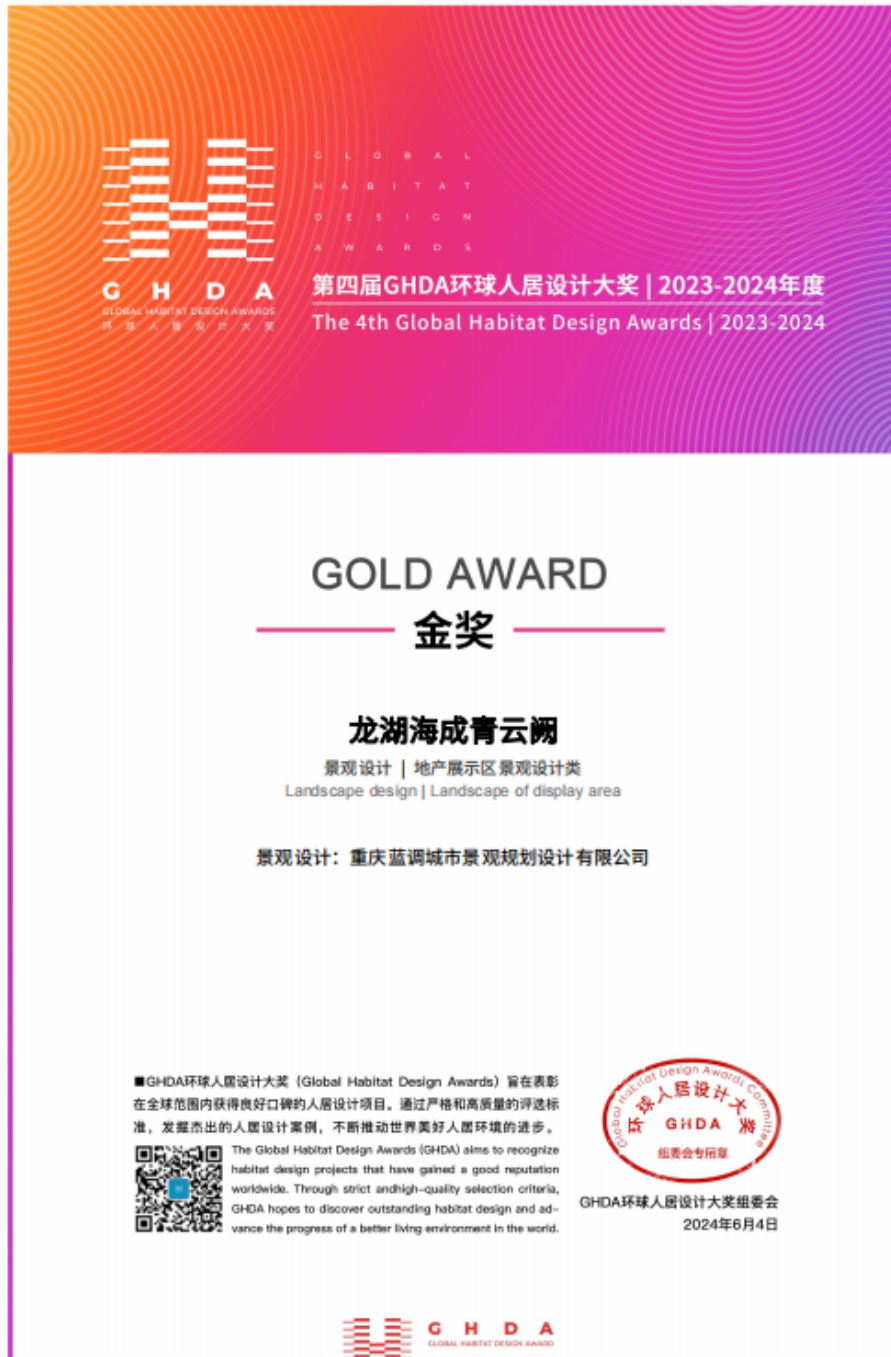 GLOBAL
HABITAT
DESIGN
AWARDS
GHDA
GLOBAL HABITAT DESIGN AWARDS
环球人居设计大奖
第四届GHDA环球人居设计大奖 | 2023-2024年度
The 4th Global Habitat Design Awards | 2023-2024
GOLD AWARD
金奖
龙湖海成青云阙
景观设计 | 地产展示区景观设计类
Landscape design | Landscape of display area
景观设计：重庆蓝调城市景观规划设计有限公司
■GHDA环球人居设计大奖（Global Habitat Design Awards）旨在表彰
在全球范围内获得良好口碑的人居设计项目。通过严格和高质量的评选标
准，发掘杰出的人居设计案例，不断推动世界美好人居环境的进步。
The Global Habitat Design Awards (GHDA) aims to recognize
habitat design projects that have gained a good reputation
worldwide. Through strict andhigh-quality selection criteria,
GHDA hopes to discover outstanding habitat design and ad-
vance the progress of a better living environment in the world.
Global Habitat Design Awards Committee
环球人居设计大奖
GHDA
组委会专用章
GHDA环球人居设计大奖组委会
2024年6月4日
GHDA
GLOBAL HABITAT DESIGN AWARD